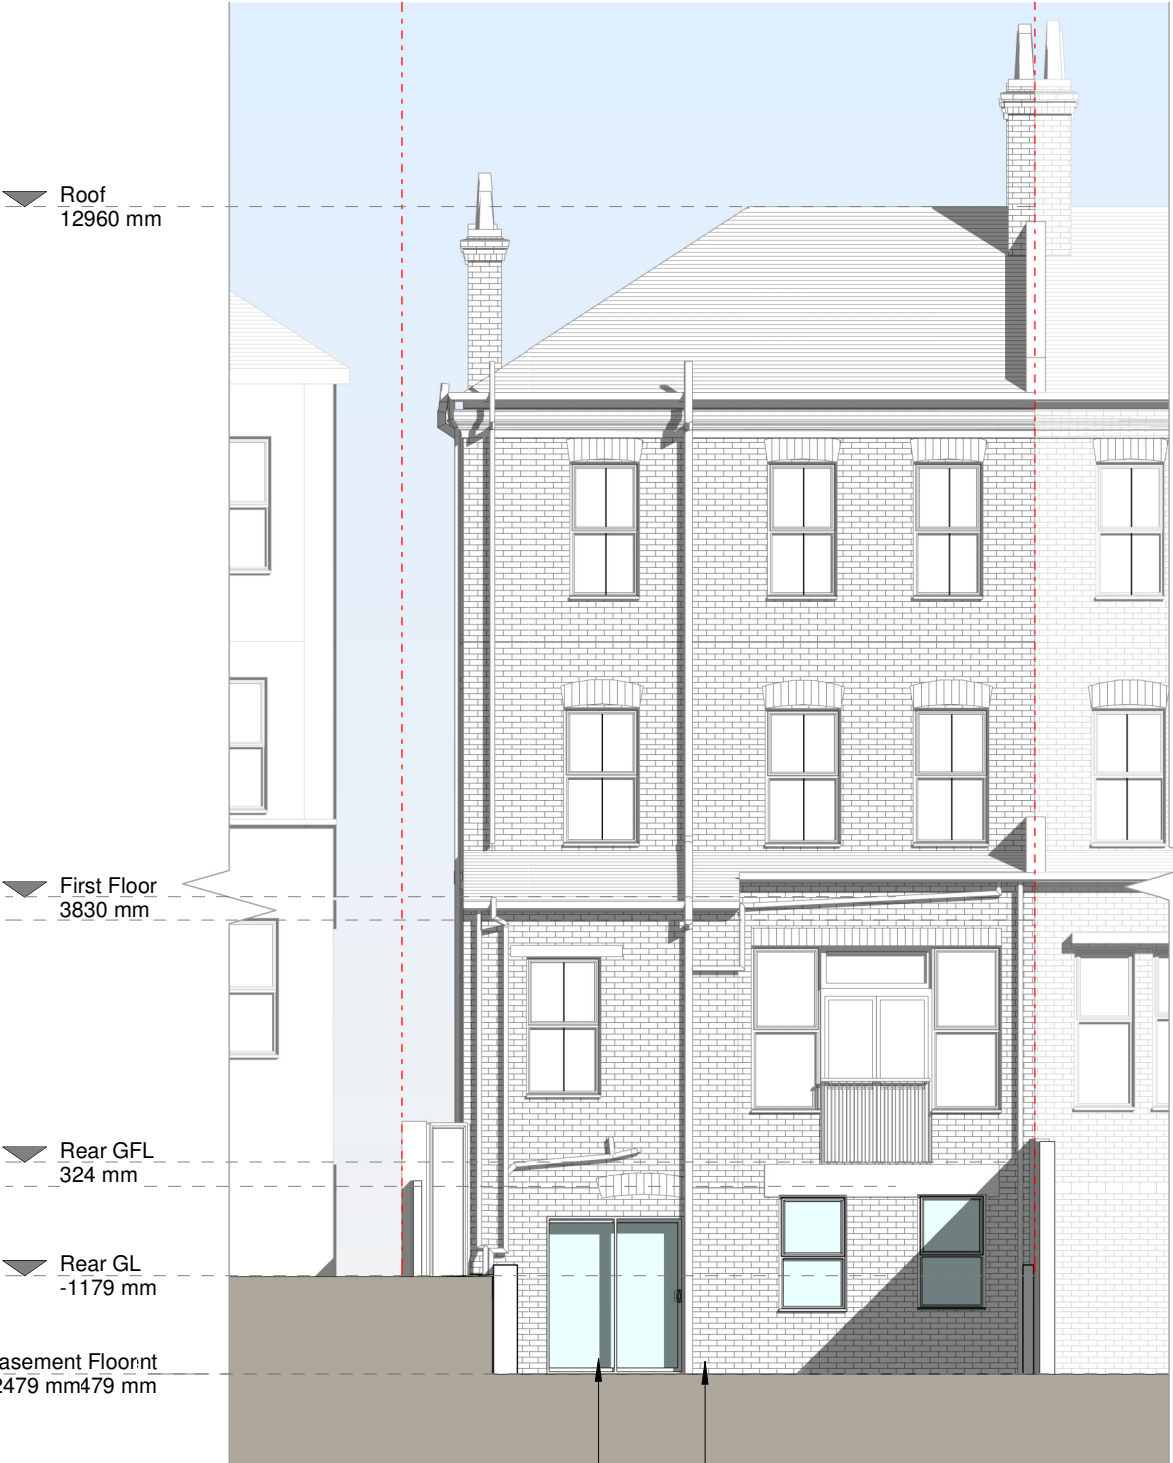 Roof
12960 mm
First Floor
3830 mm
Rear GFL
324 mm
Rear GL
-1179 mm
asement Floor
2479 mm479 mm